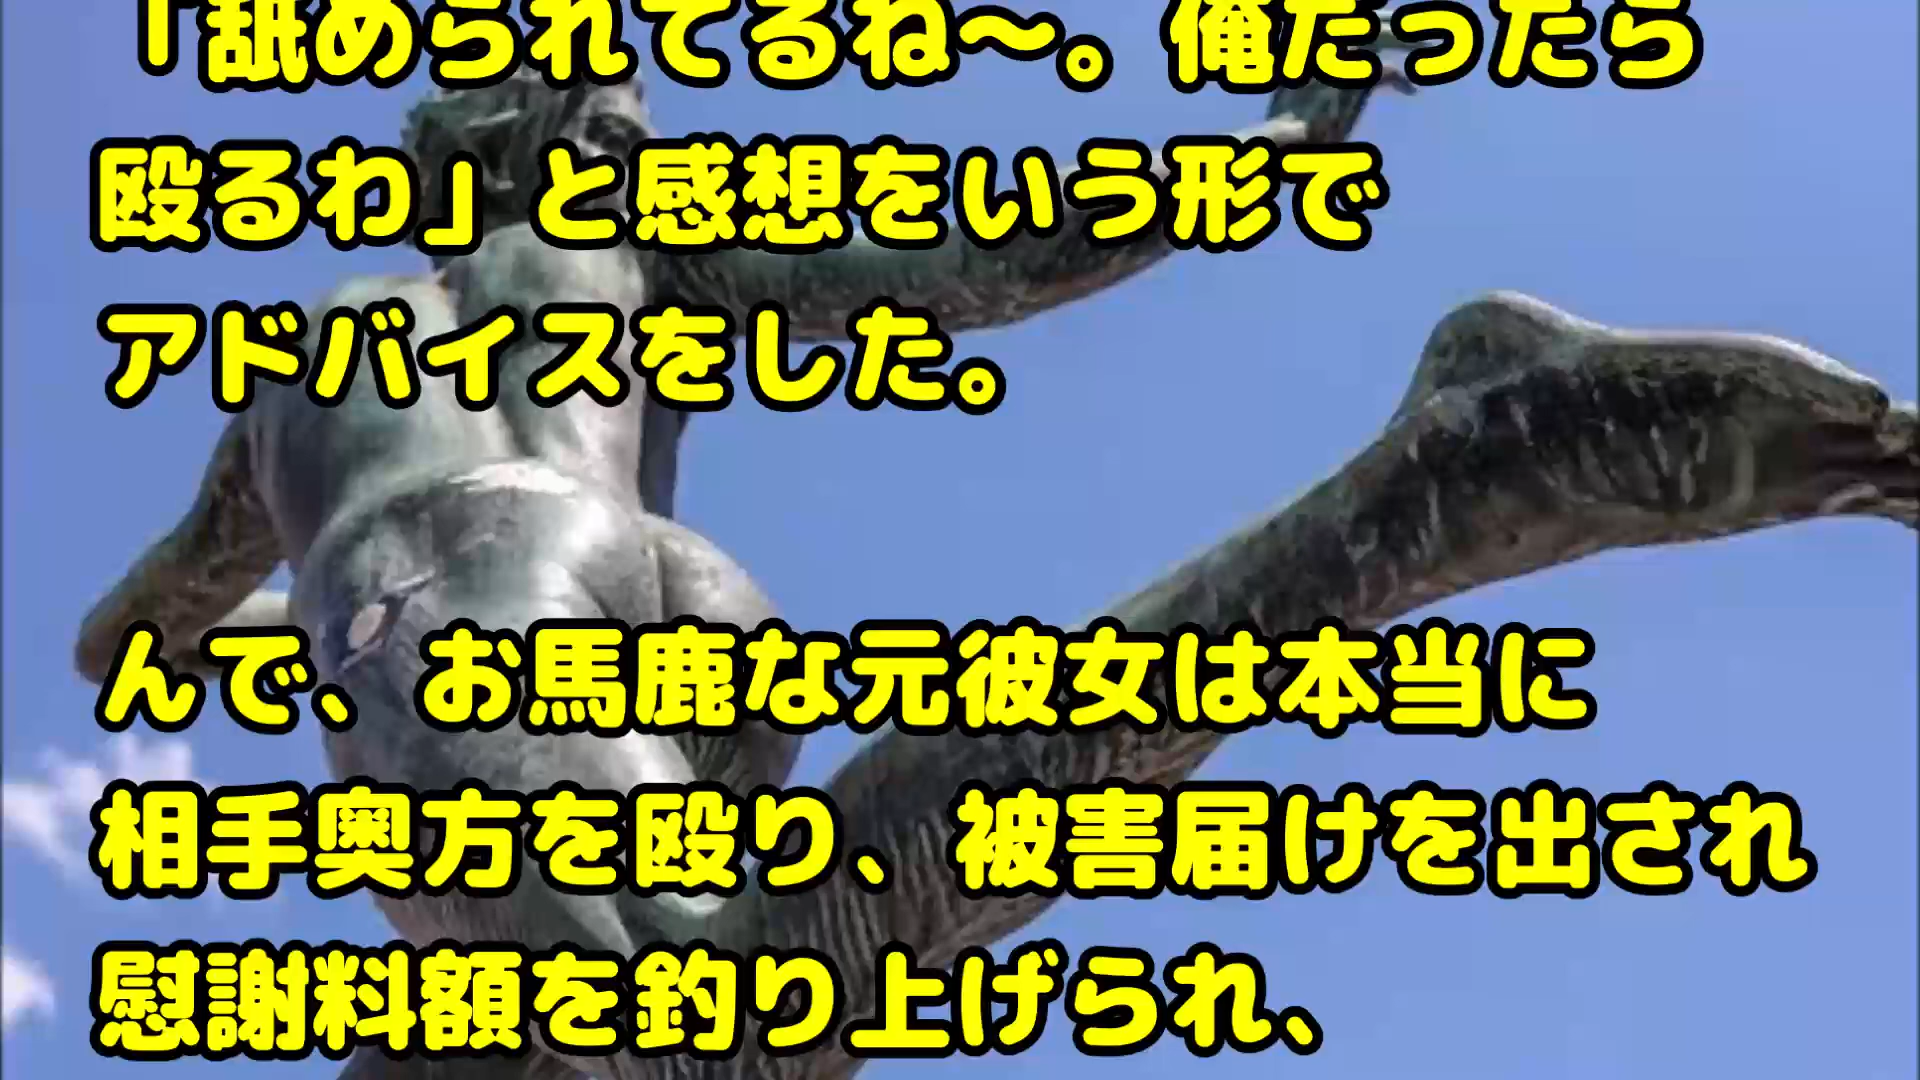 「舐められてるね～。俺だったら
殴るわ」と感想をいう形で
アドバイスをした。
んで、お馬鹿な元彼女は本当に
相手奥方を殴り、被害届けを出され
慰謝料額を釣り上げられ、